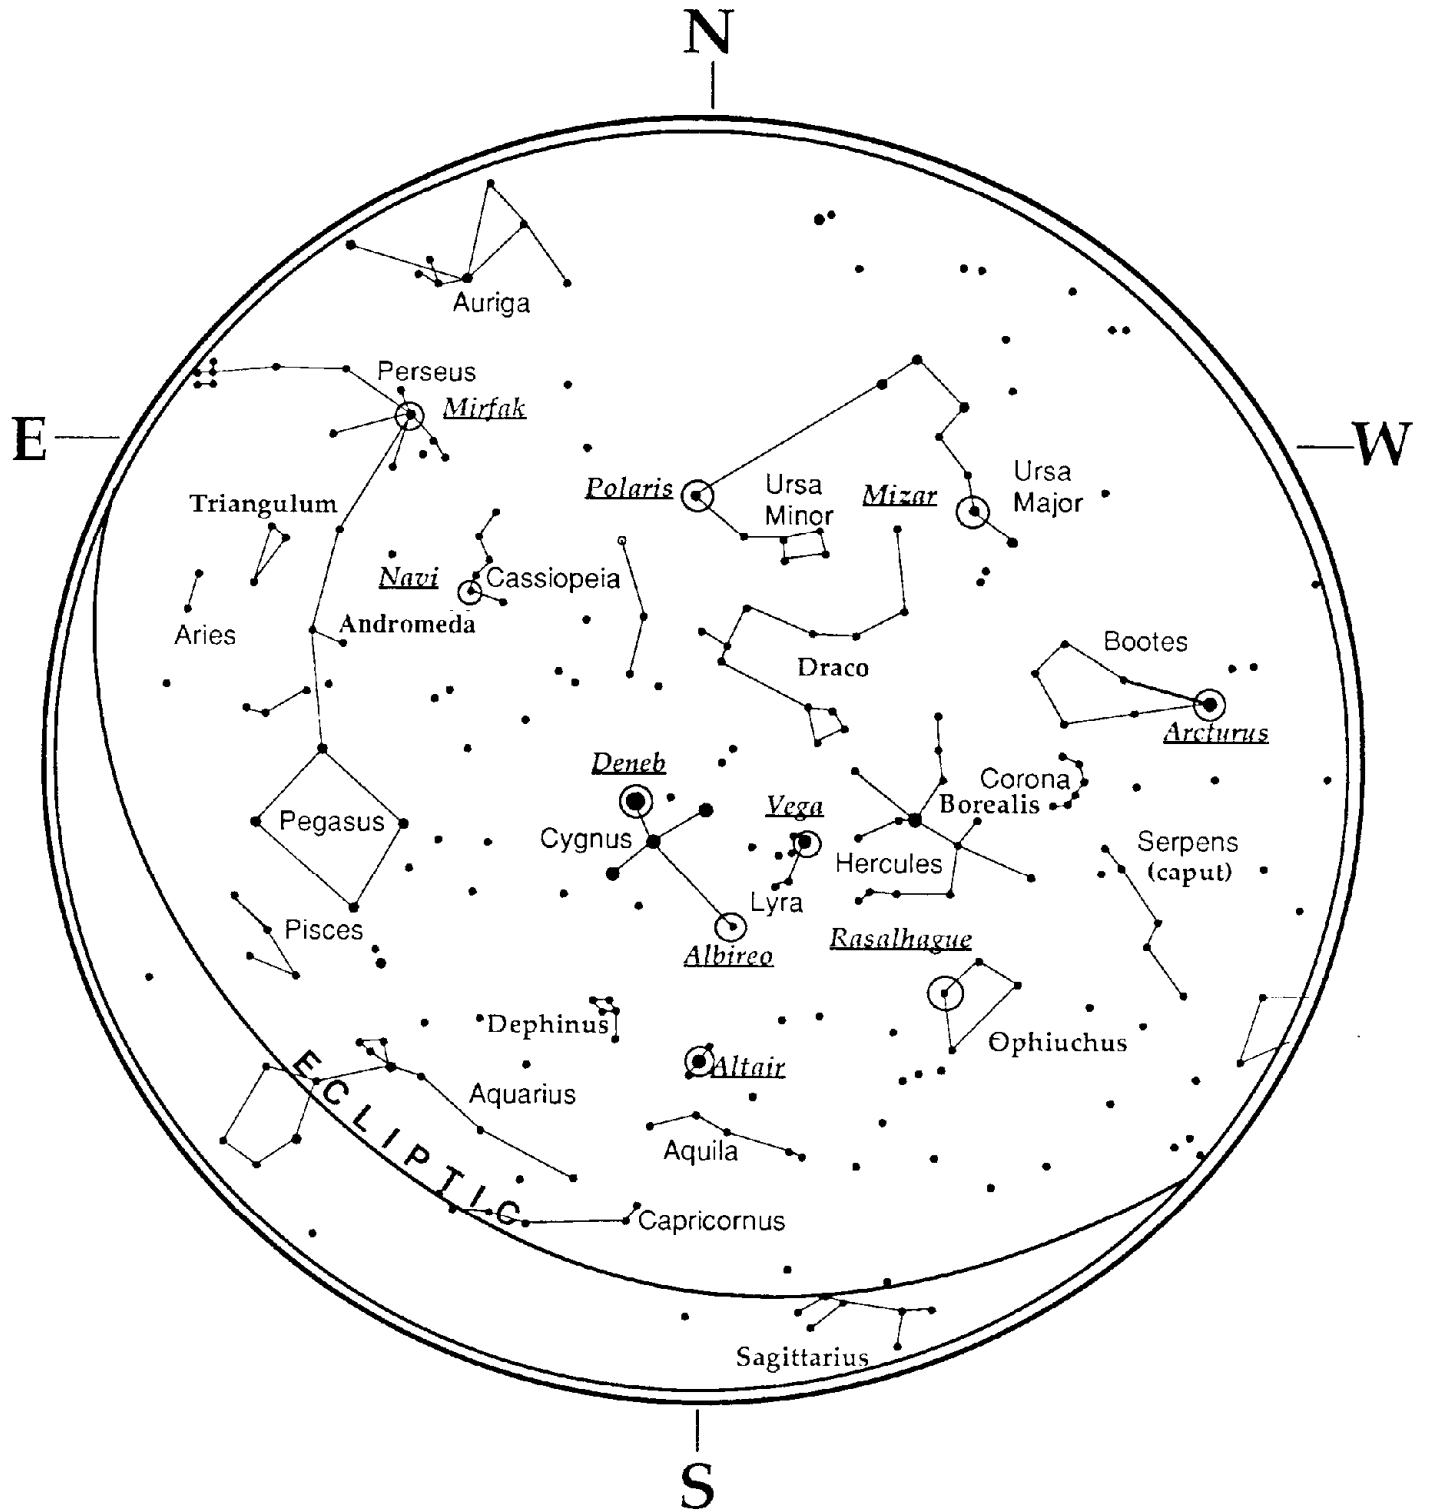 N
Auriga
Perseus
Mirfak
E
W
Triangulum
Polaris
Ursa
Minor
Mizar
Ursa
Major
Navi
Cassiopeia
Aries
Andromeda
Bootes
Draco
Arcturus
Deneb
Corona
Borealis
Vega
Pegasus
Cygnus
Hercules
Serpens
(caput)
Lyra
Pisces
Albireo
Rasalhague
Dephinus
Ophiuchus
Altair
Aquarius
ECLIPTIC
Aquila
Capricornus
Sagittarius
S